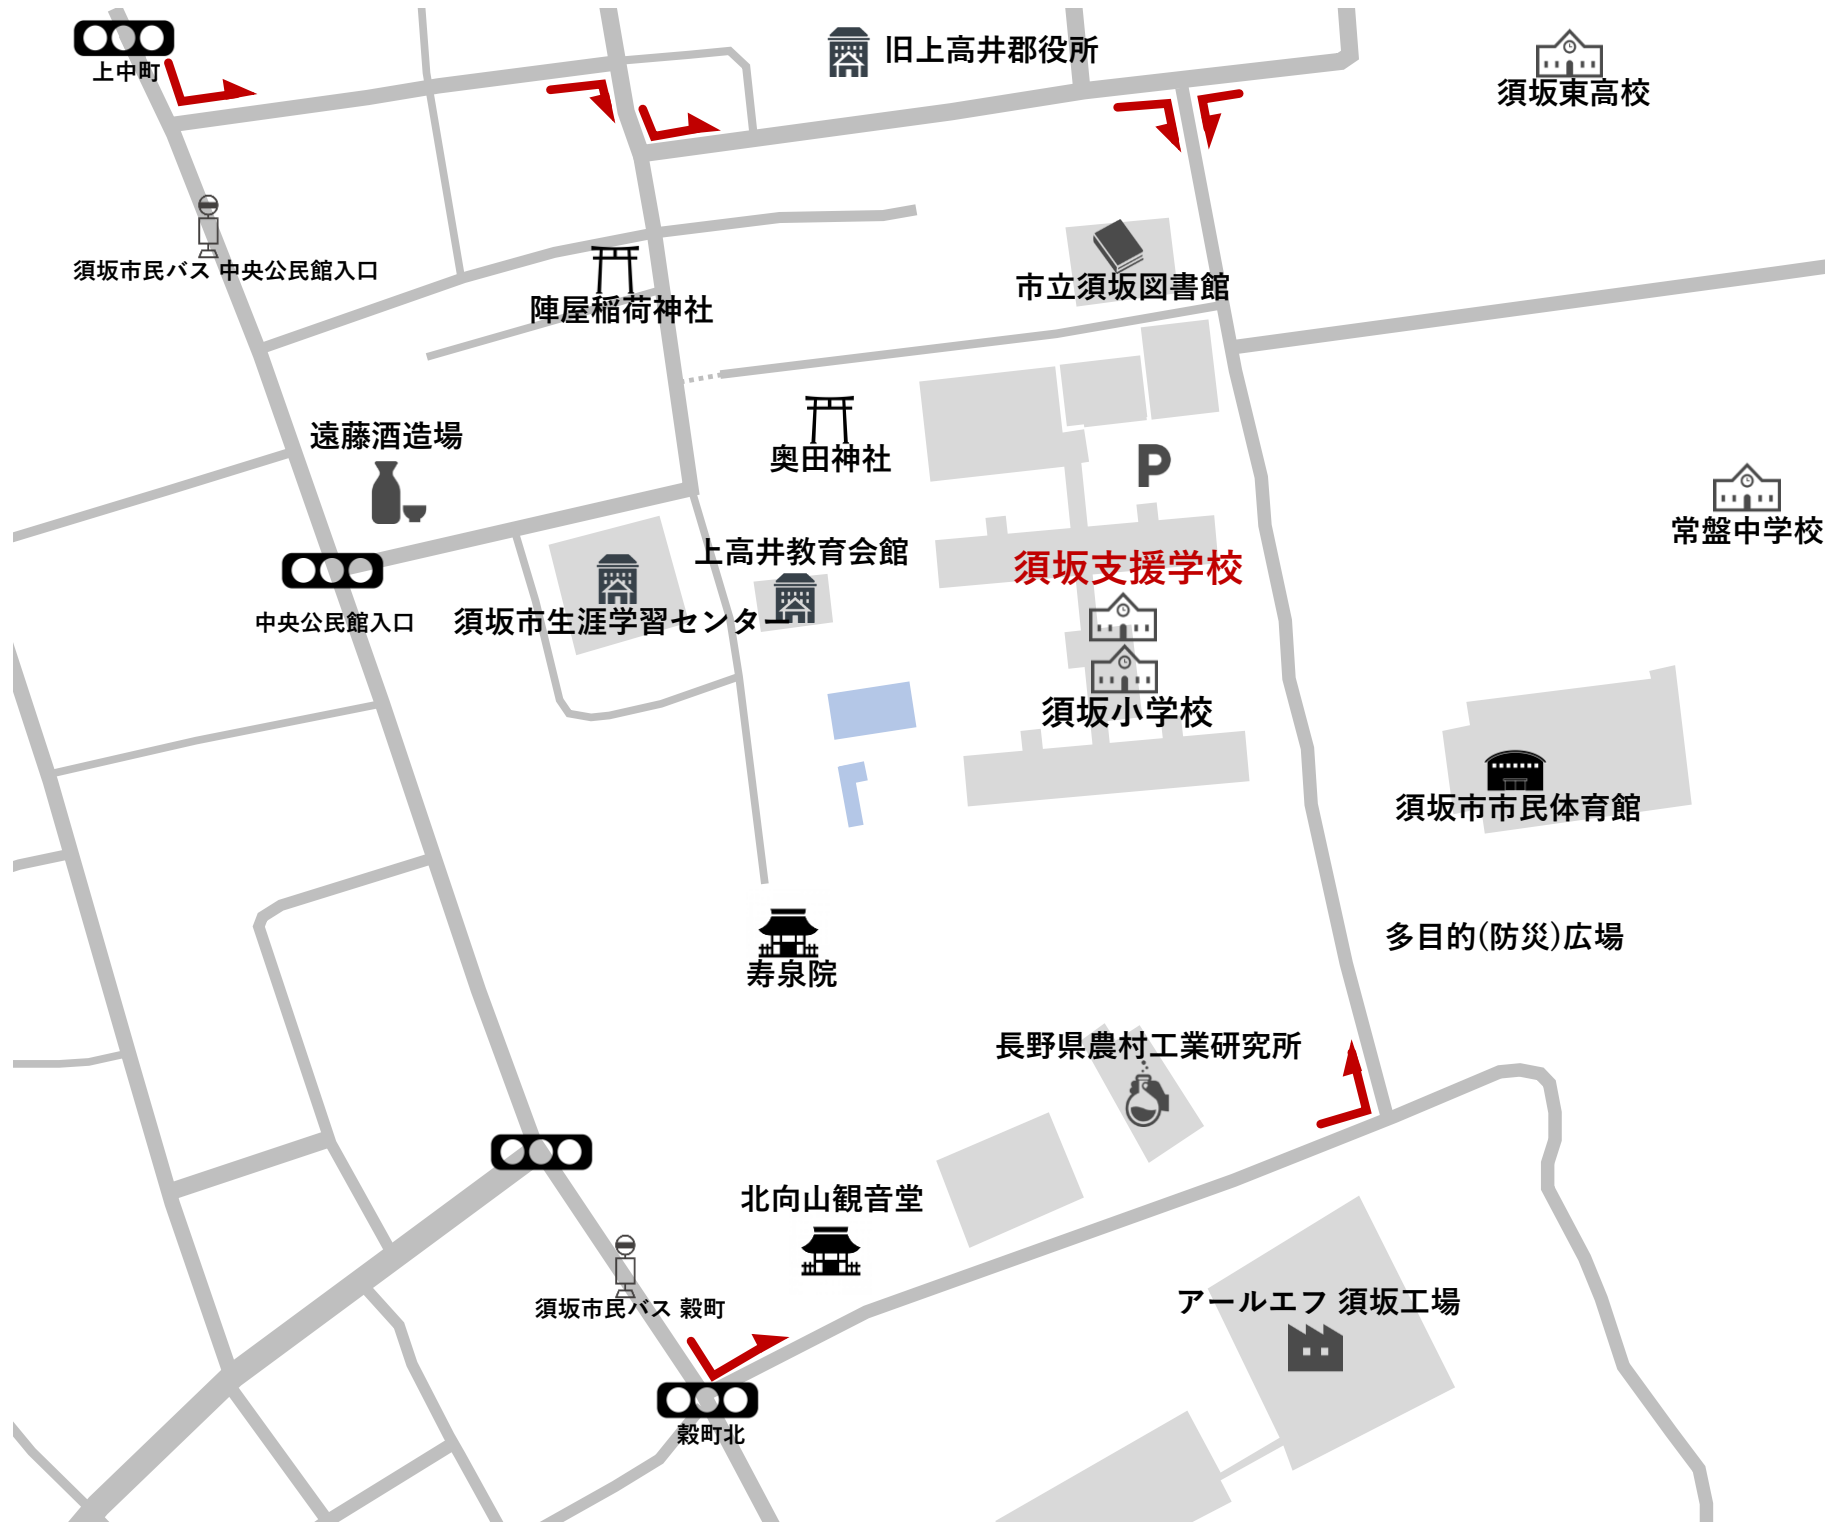 旧上高井郡役所
上中町
須坂東高校
須坂市民バス 中央公民館入口
陣屋稲荷神社
市立須坂図書館
遠藤酒造場
奥田神社
P
常盤中学校
上高井教育会館
須坂支援学校
中央公民館入口
須坂市生涯学習センター
須坂小学校
須坂市市民体育館
多目的(防災)広場
寿泉院
長野県農村工業研究所
北向山観音堂
須坂市民バス 穀町
アールエフ 須坂工場
穀町北